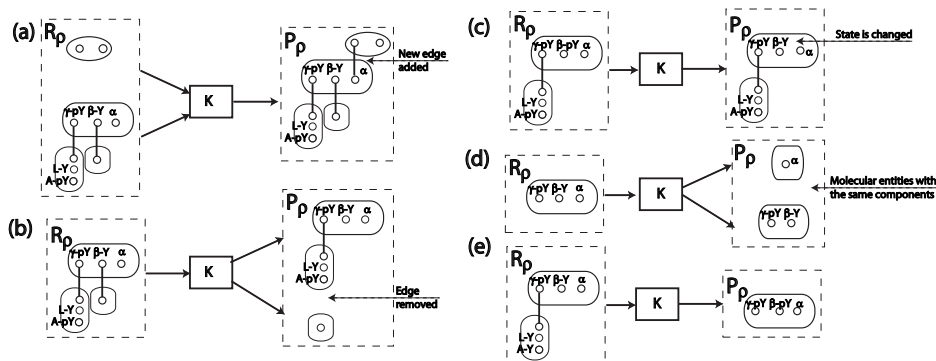 (a)
Rρ
γ-pY β-Y α
L-Y
A-pY
K
Pρ
New edge
added
γ-pY β-Y α
L-Y
A-pY
(b)
Rρ
γ-pY β-Y α
L-Y
A-pY
K
Pρ
γ-pY β-Y α
L-Y
A-pY
Edge
removed
(c)
Rρ
γ-pY β-pY α
L-Y
A-pY
K
Pρ
γ-pY β-Y α
L-Y
A-pY
State is changed
(d)
Rρ
γ-pY β-Y α
K
Pρ
α
γ-pY β-Y
Molecular entities with
the same components
(e)
Rρ
γ-pY β-Y α
L-Y
A-Y
K
Pρ
γ-pY β-pY α